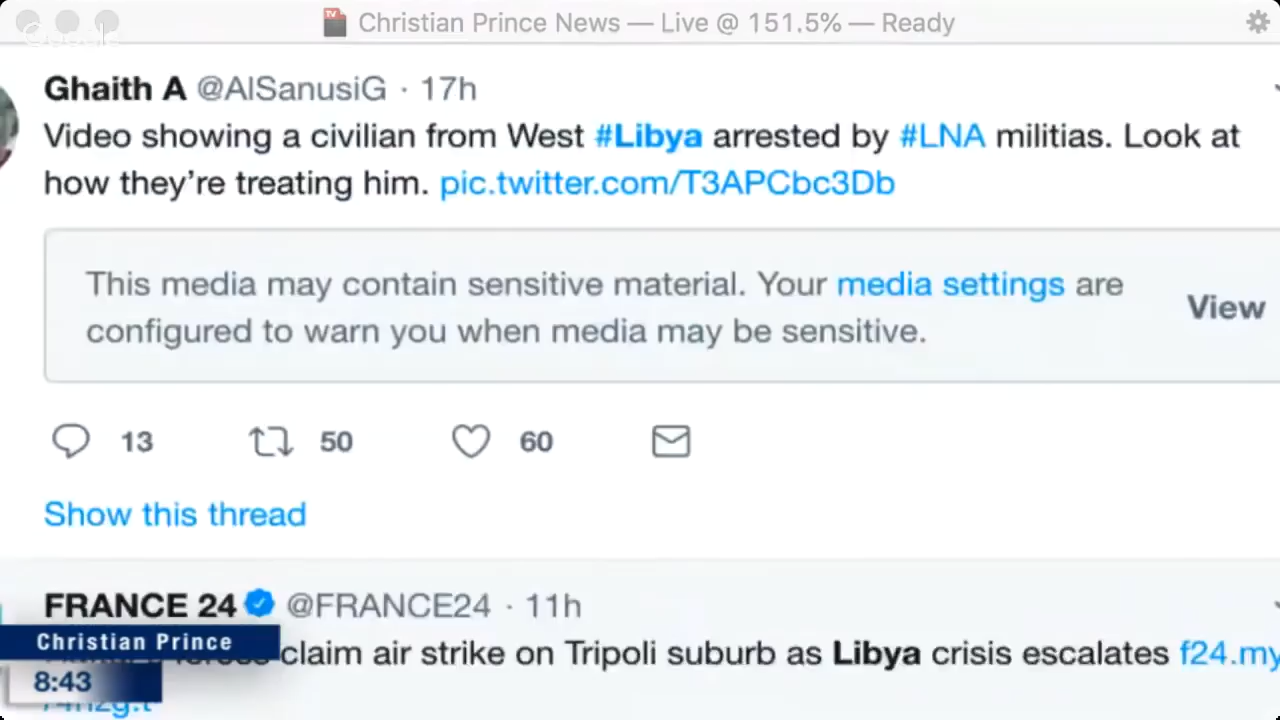 Christian Prince News — Live @ 151.5% — Ready
Google
Ghaith A @AlSanusiG · 17h
Video showing a civilian from West #Libya arrested by #LNA militias. Look at
how they're treating him. pic.twitter.com/T3APCbc3Db
This media may contain sensitive material. Your media settings are
configured to warn you when media may be sensitive.
View
13 50 60
Show this thread
FRANCE 24 @FRANCE24 · 11h
claim air strike on Tripoli suburb as Libya crisis escalates f24.my
Christian Prince
8:43